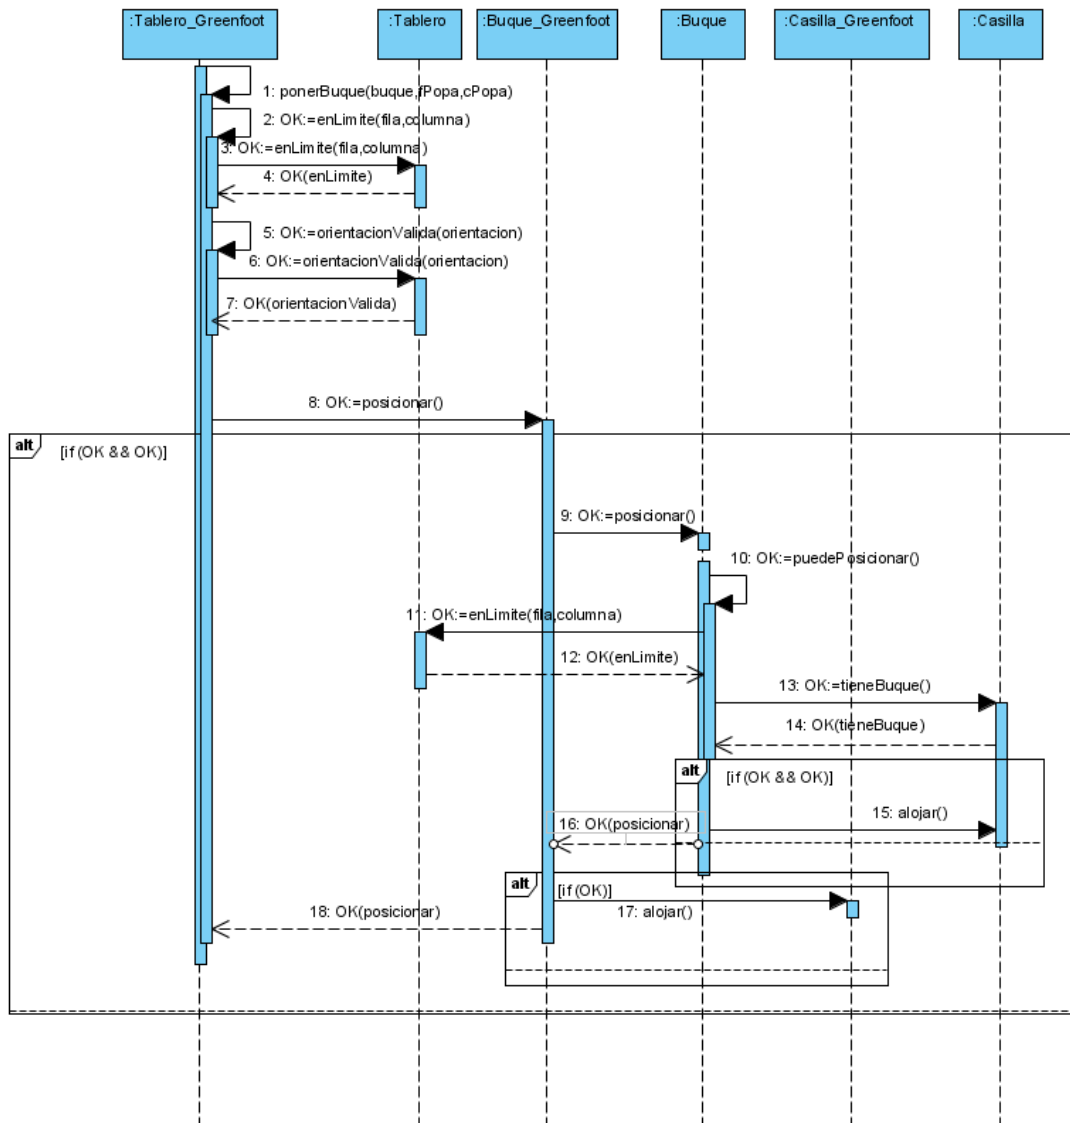 :Tablero_Greenfoot
:Tablero
:Buque_Greenfoot
:Buque
:Casilla_Greenfoot
:Casilla
1: ponerBuque(buque,fPopa,cPopa)
2: OK:=enLimite(fila,columna)
3: OK:=enLimite(fila,columna)
4: OK(enLimite)
5: OK:=orientacionValida(orientacion)
6: OK:=orientacionValida(orientacion)
7: OK(orientacionValida)
8: OK:=posicionar()
alt
[if (OK && OK)]
9: OK:=posicionar()
10: OK:=puedePosicionar()
11: OK:=enLimite(fila,columna)
12: OK(enLimite)
13: OK:=tieneBuque()
14: OK(tieneBuque)
alt
[if (OK && OK)]
15: alojar()
16: OK(posicionar)
alt
[if (OK)]
17: alojar()
18: OK(posicionar)